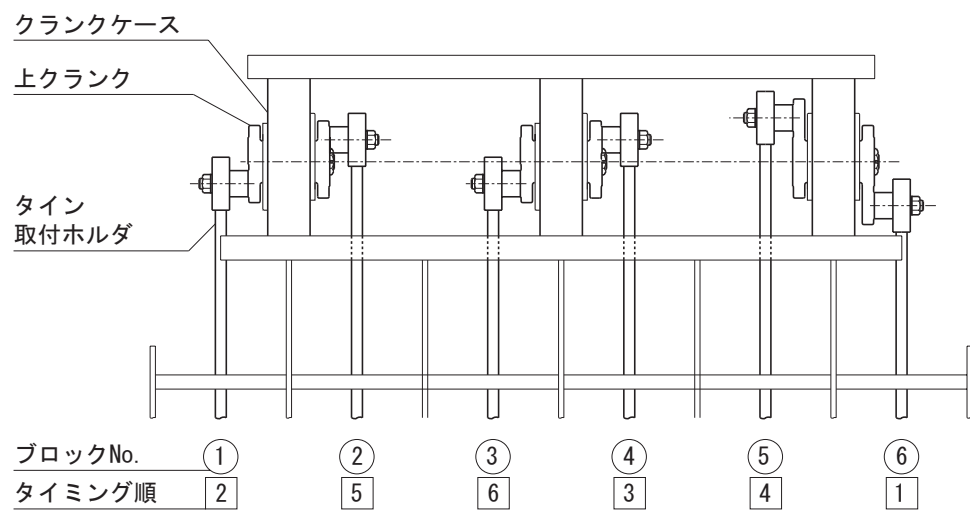 クランクケース
上クランク
タイン
取付ホルダ
ブロックNo. ① ② ③ ④ ⑤ ⑥
タイミング順 2 5 6 3 4 1